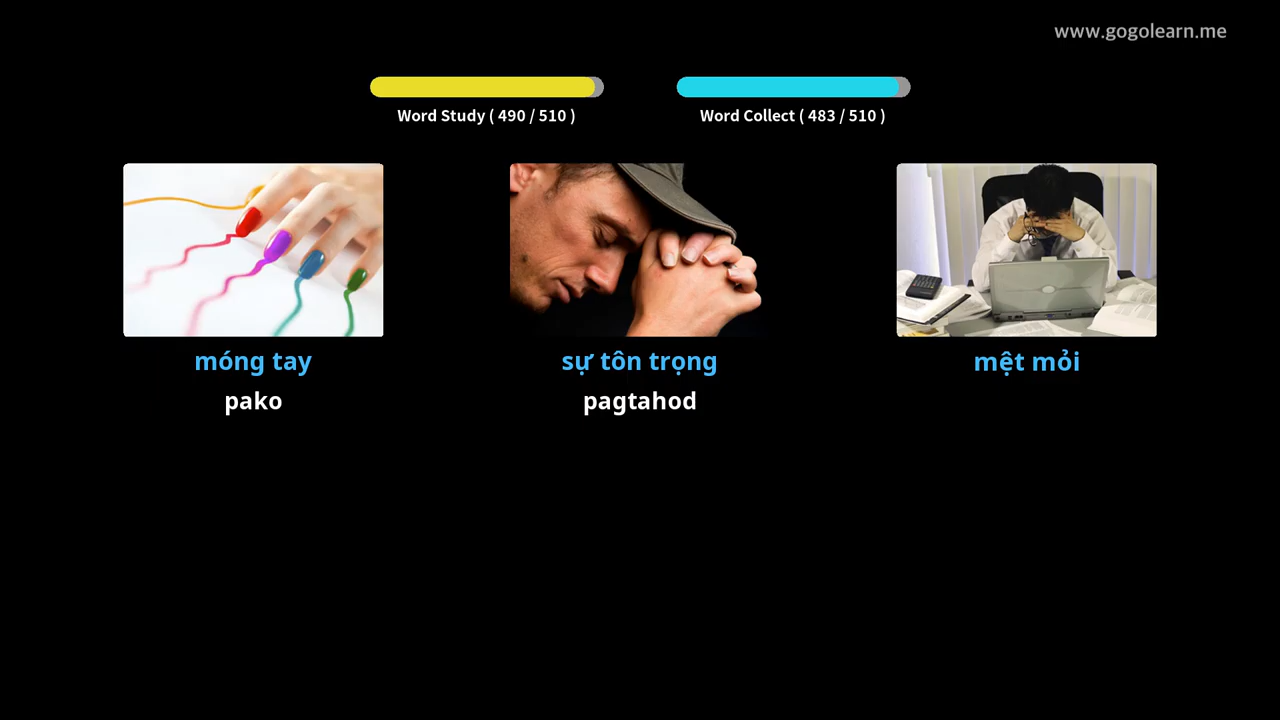 www.gogolearn.me
Word Study ( 490 / 510 )
Word Collect ( 483 / 510 )
móng tay
pako
sự tôn trọng
pagtahod
mệt mỏi